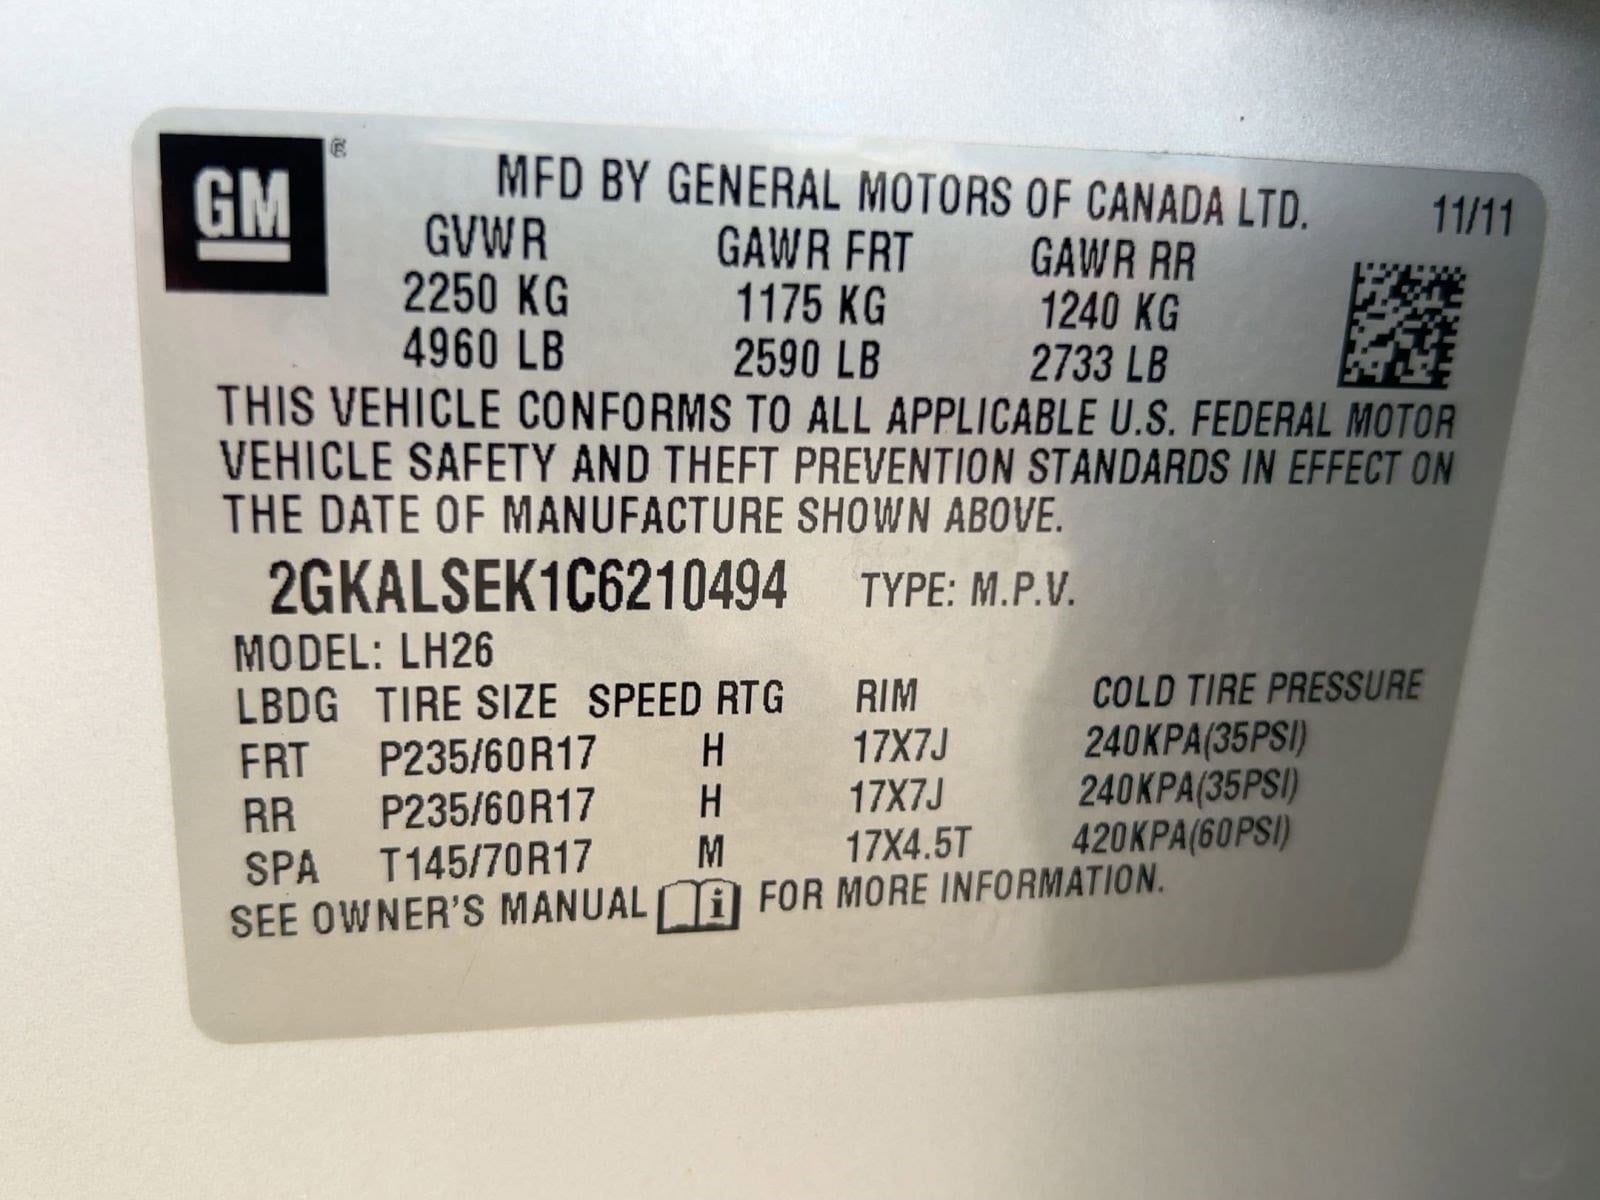 GM®
MFD BY GENERAL MOTORS OF CANADA LTD. 11/11
GVWR GAWR FRT GAWR RR
2250 KG 1175 KG 1240 KG
4960 LB 2590 LB 2733 LB
THIS VEHICLE CONFORMS TO ALL APPLICABLE U.S. FEDERAL MOTOR
VEHICLE SAFETY AND THEFT PREVENTION STANDARDS IN EFFECT ON
THE DATE OF MANUFACTURE SHOWN ABOVE.
2GKALSEK1C6210494 TYPE: M.P.V.
MODEL: LH26
LBDG TIRE SIZE SPEED RTG RIM COLD TIRE PRESSURE
FRT P235/60R17 H 17X7J 240KPA(35PSI)
RR P235/60R17 H 17X7J 240KPA(35PSI)
SPA T145/70R17 M 17X4.5T 420KPA(60PSI)
SEE OWNER'S MANUAL i FOR MORE INFORMATION.